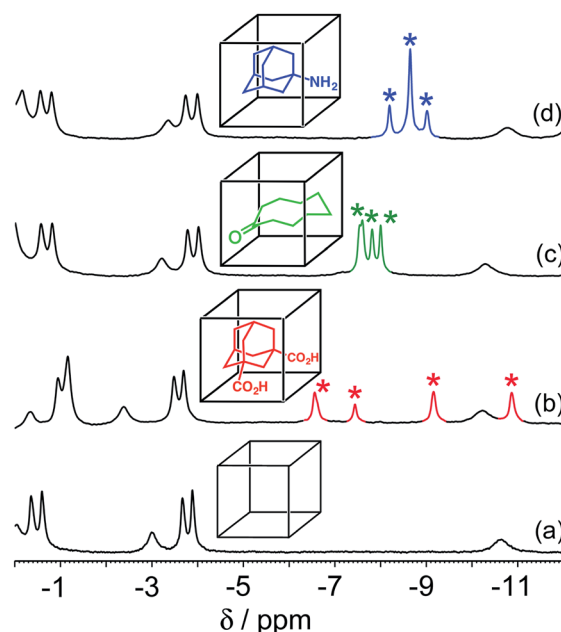 NH₂
* * *
(d)
O
* * *
(c)
CO₂H
CO₂H
* * * *
(b)
(a)
-1 -3 -5 -7 -9 -11
δ / ppm